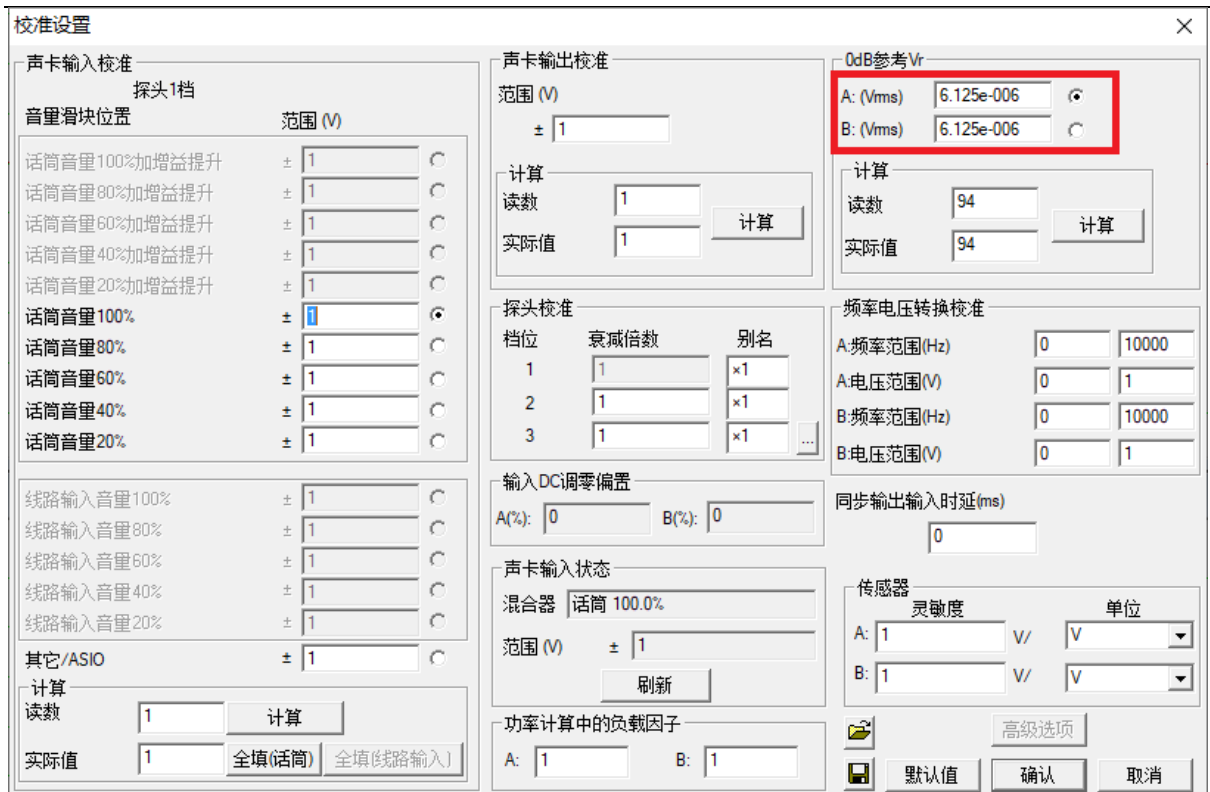 校准设置
声卡输入校准
探头1档
音量滑块位置 范围 (V)
话筒音量100%加增益提升 ± 1
话筒音量80%加增益提升 ± 1
话筒音量60%加增益提升 ± 1
话筒音量40%加增益提升 ± 1
话筒音量20%加增益提升 ± 1
话筒音量100% ± 1
话筒音量80% ± 1
话筒音量60% ± 1
话筒音量40% ± 1
话筒音量20% ± 1
线路输入音量100% ± 1
线路输入音量80% ± 1
线路输入音量60% ± 1
线路输入音量40% ± 1
线路输入音量20% ± 1
其它/ASIO ± 1
计算
读数 1 计算
实际值 1 全填(话筒) 全填(线路输入)
声卡输出校准
范围 (V)
± 1
计算
读数 1
计算
实际值 1
探头校准
档位 衰减倍数 别名
1 1 ×1
2 1 ×1
3 1 ×1 ...
输入DC调零偏置
A(%): 0 B(%): 0
声卡输入状态
混合器 话筒 100.0%
范围 (V) ± 1
刷新
功率计算中的负载因子
A: 1 B: 1
0dB参考Vr
A: (Vrms) 6.125e-006
B: (Vrms) 6.125e-006
计算
读数 94
计算
实际值 94
频率电压转换校准
A:频率范围(Hz) 0 10000
A:电压范围(V) 0 1
B:频率范围(Hz) 0 10000
B:电压范围(V) 0 1
同步输出输入时延(ms)
0
传感器
灵敏度 单位
A: 1 V/ V
B: 1 V/ V
高级选项
默认值 确认 取消